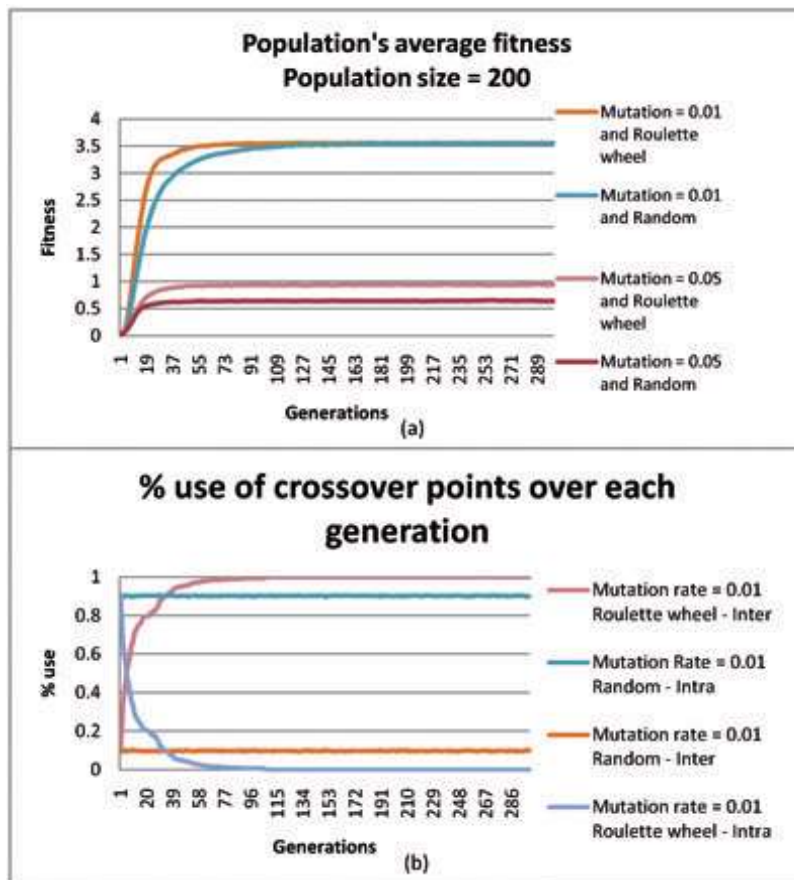 Population's average fitness
Population size = 200
4
3.5
3
2.5
2
1.5
1
0.5
0
Fitness
1 19 37 55 73 91 109 127 145 163 181 199 217 235 253 271 289
Generations
(a)
Mutation = 0.01
and Roulette
wheel
Mutation = 0.01
and Random
Mutation = 0.05
and Roulette
wheel
Mutation = 0.05
and Random
% use of crossover points over each
generation
1
0.8
0.6
0.4
0.2
0
% use
1 20 39 58 77 96 115 134 153 172 191 210 229 248 267 286
Generations
(b)
Mutation rate = 0.01
Roulette wheel - Inter
Mutation Rate = 0.01
Random - Intra
Mutation rate = 0.01
Random - Inter
Mutation rate = 0.01
Roulette wheel - Intra